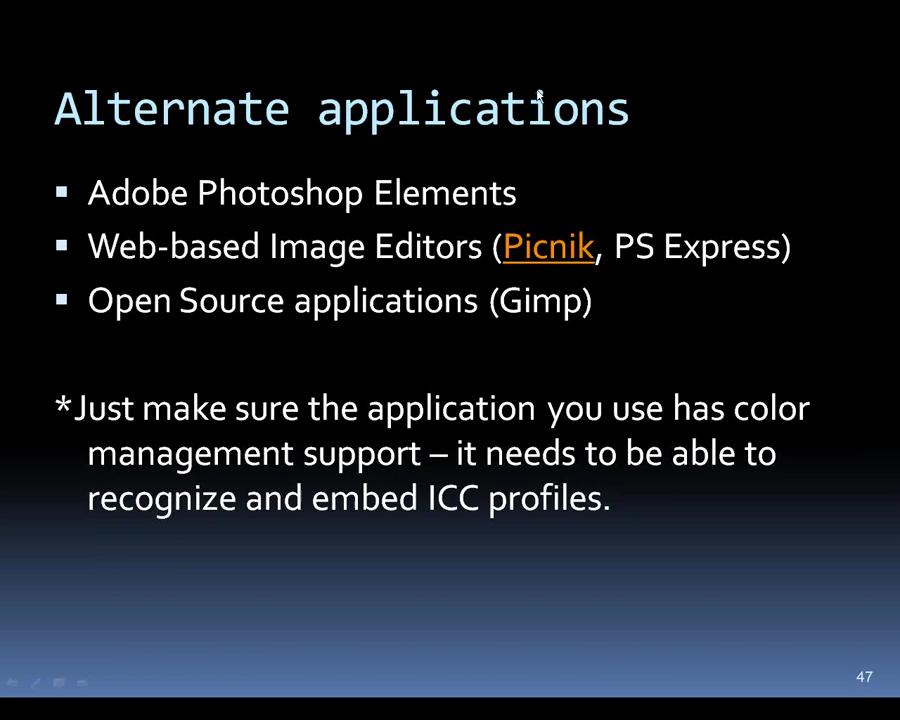 Alternate applications
Adobe Photoshop Elements
Web-based Image Editors (Picnik, PS Express)
Open Source applications (Gimp)
*Just make sure the application you use has color
management support – it needs to be able to
recognize and embed ICC profiles.
47